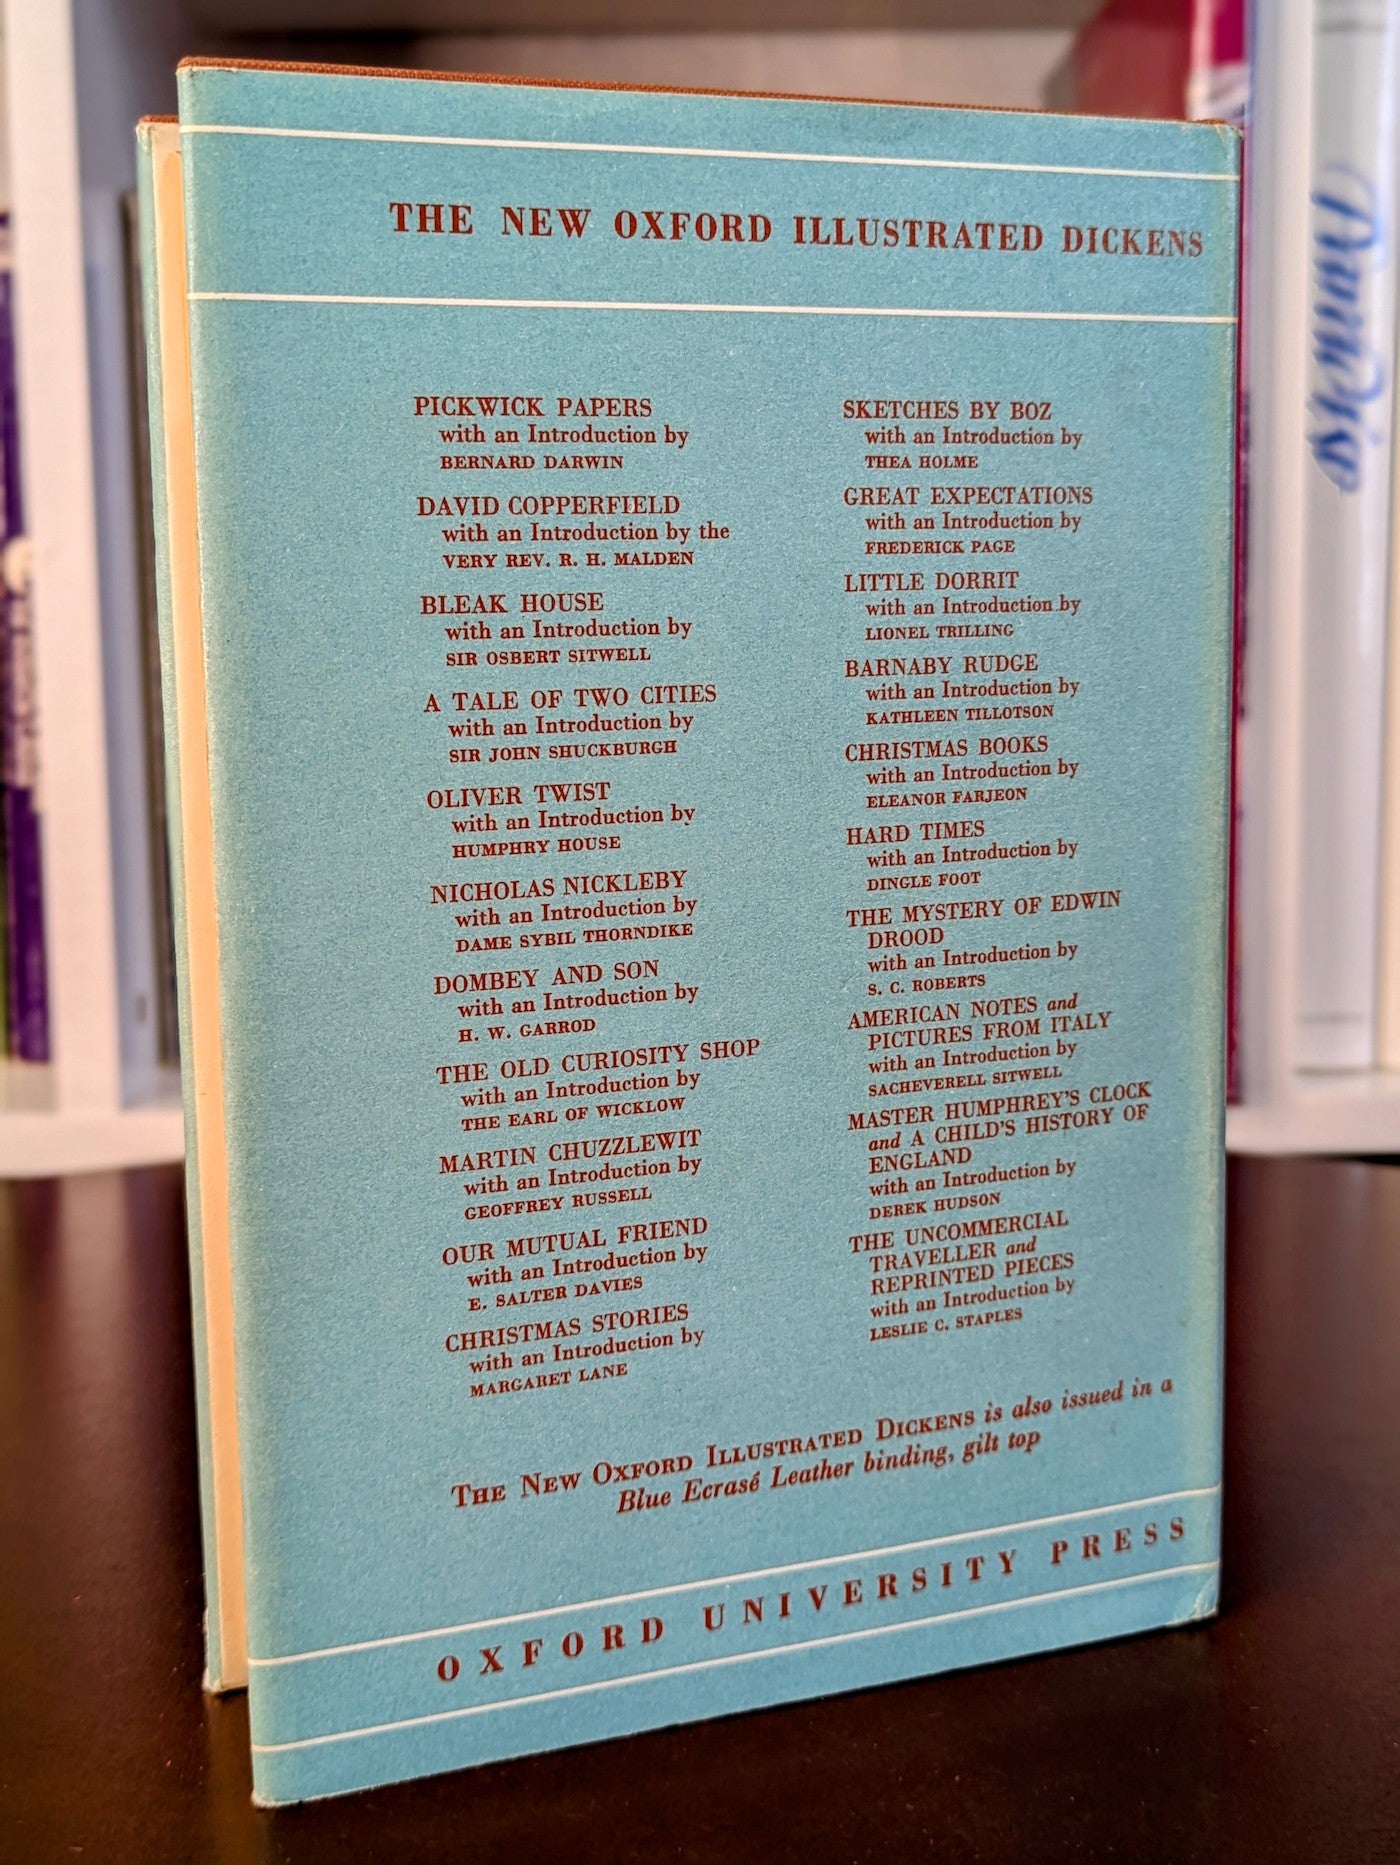 THE NEW OXFORD ILLUSTRATED DICKENS
PICKWICK PAPERS
with an Introduction by
BERNARD DARWIN
DAVID COPPERFIELD
with an Introduction by the
VERY REV. R. H. MALDEN
BLEAK HOUSE
with an Introduction by
SIR OSBERT SITWELL
A TALE OF TWO CITIES
with an Introduction by
SIR JOHN SHUCKBURGH
OLIVER TWIST
with an Introduction by
HUMPHRY HOUSE
NICHOLAS NICKLEBY
with an Introduction by
DAME SYBIL THORNDIKE
DOMBEY AND SON
with an Introduction by
H. W. GARROD
THE OLD CURIOSITY SHOP
with an Introduction by
THE EARL OF WICKLOW
MARTIN CHUZZLEWIT
with an Introduction by
GEOFFREY RUSSELL
OUR MUTUAL FRIEND
with an Introduction by
E. SALTER DAVIES
CHRISTMAS STORIES
with an Introduction by
MARGARET LANE
SKETCHES BY BOZ
with an Introduction by
THEA HOLME
GREAT EXPECTATIONS
with an Introduction by
FREDERICK PAGE
LITTLE DORRIT
with an Introduction by
LIONEL TRILLING
BARNABY RUDGE
with an Introduction by
KATHLEEN TILLOTSON
CHRISTMAS BOOKS
with an Introduction by
ELEANOR FARJEON
HARD TIMES
with an Introduction by
DINGLE FOOT
THE MYSTERY OF EDWIN
DROOD
with an Introduction by
S. C. ROBERTS
AMERICAN NOTES and
PICTURES FROM ITALY
with an Introduction by
SACHEVERELL SITWELL
MASTER HUMPHREY'S CLOCK
and A CHILD'S HISTORY OF
ENGLAND
with an Introduction by
DEREK HUDSON
THE UNCOMMERCIAL
TRAVELLER and
REPRINTED PIECES
with an Introduction by
LESLIE C. STAPLES
THE NEW OXFORD ILLUSTRATED DICKENS is also issued in a
Blue Ecrasé Leather binding, gilt top
OXFORD UNIVERSITY PRESS